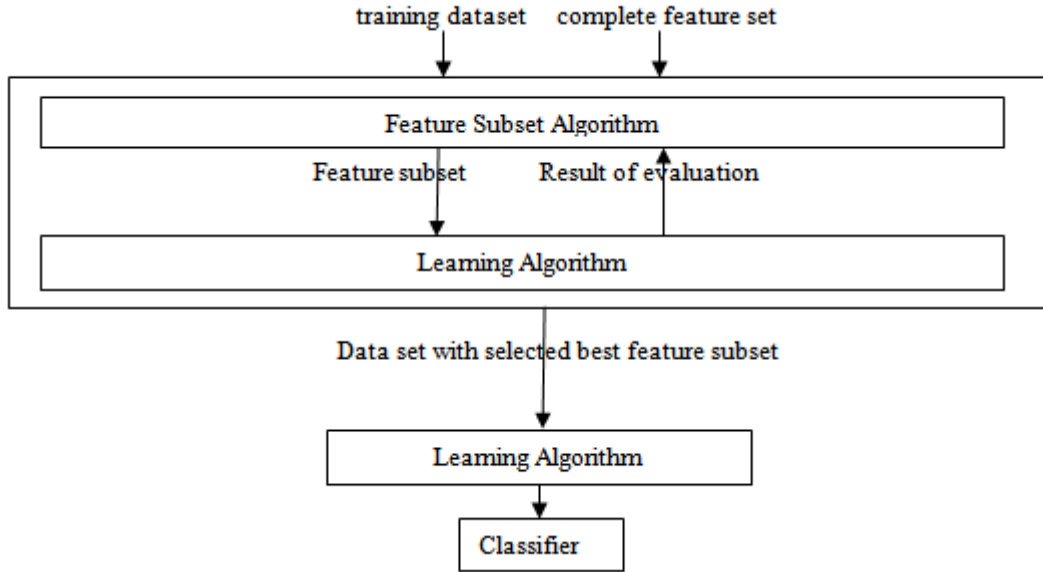 training dataset complete feature set
Feature Subset Algorithm
Feature subset Result of evaluation
Learning Algorithm
Data set with selected best feature subset
Learning Algorithm
Classifier